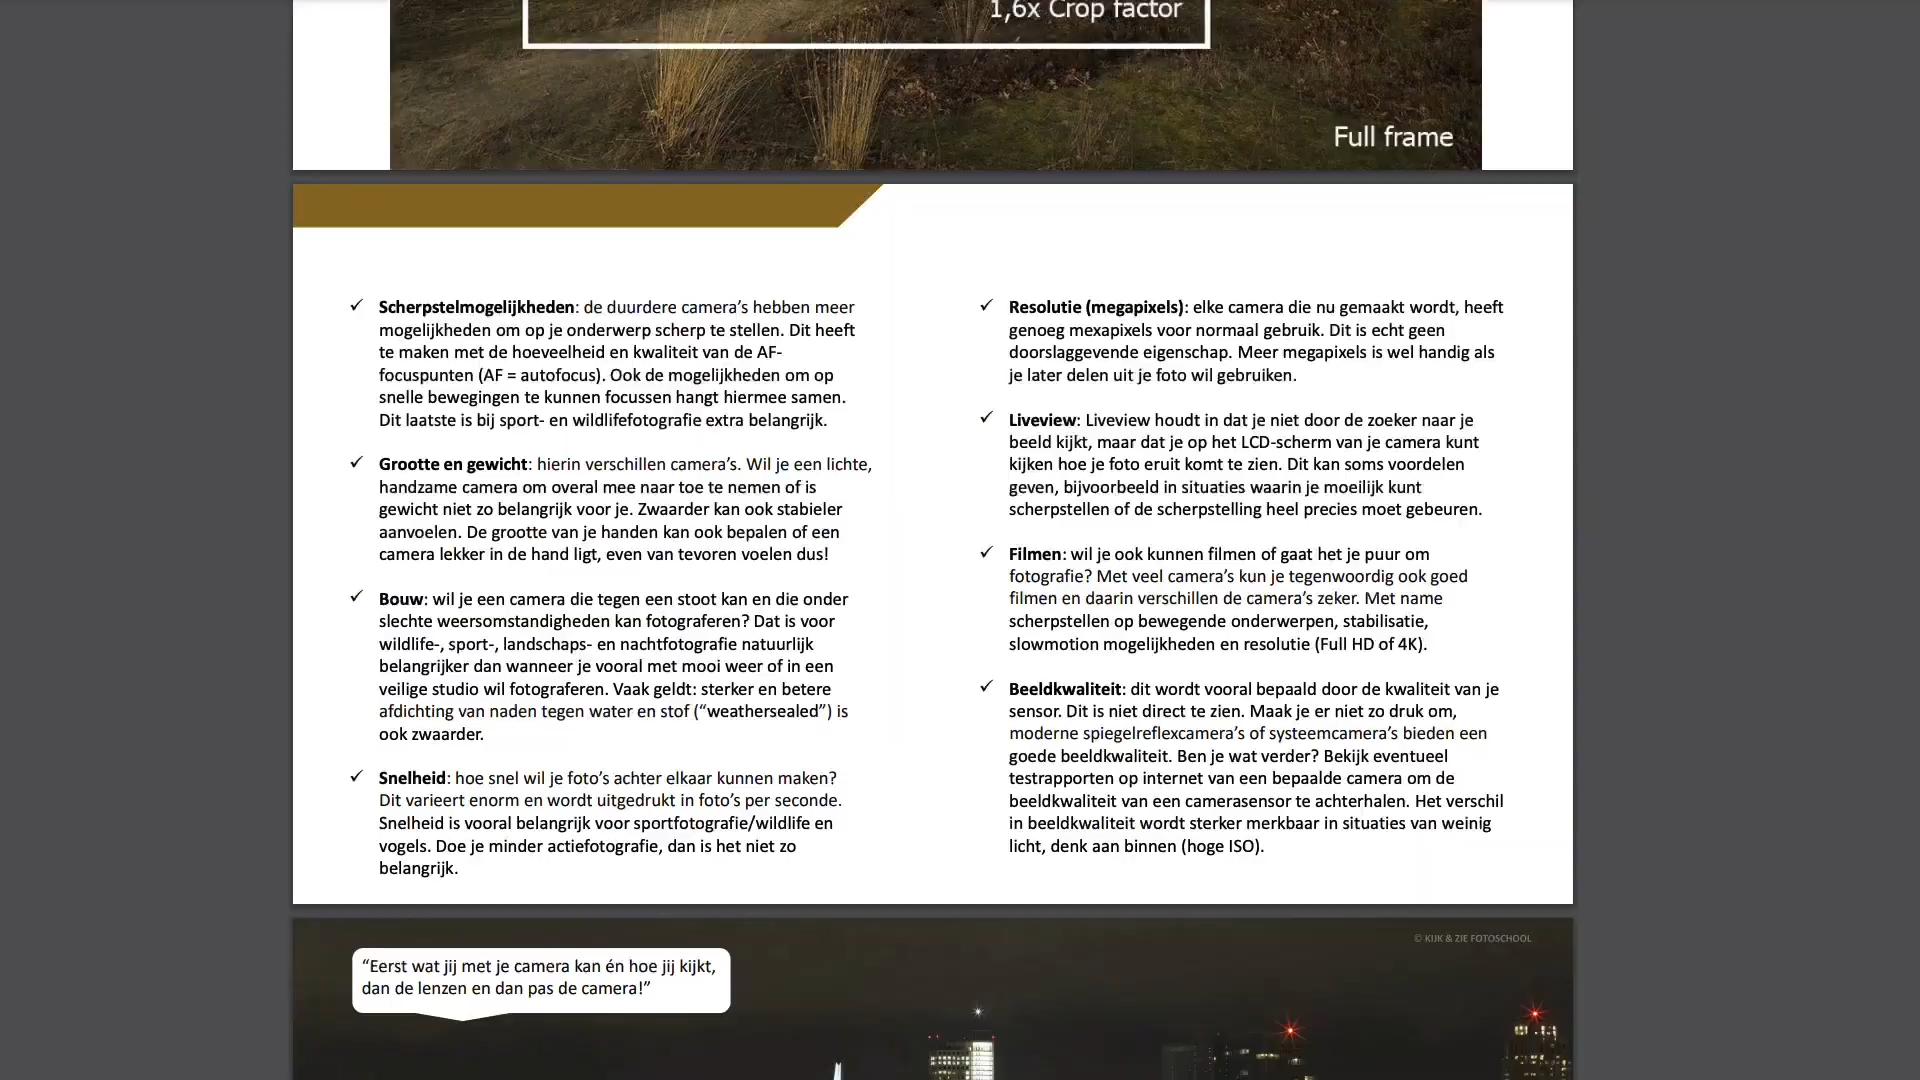 1,6x Crop factor
Full frame
✓ Scherpstelmogelijkheden: de duurdere camera’s hebben meer
mogelijkheden om op je onderwerp scherp te stellen. Dit heeft
te maken met de hoeveelheid en kwaliteit van de AF-
focuspunten (AF = autofocus). Ook de mogelijkheden om op
snelle bewegingen te kunnen focussen hangt hiermee samen.
Dit laatste is bij sport- en wildlifefotografie extra belangrijk.
✓ Grootte en gewicht: hierin verschillen camera’s. Wil je een lichte,
handzame camera om overal mee naar toe te nemen of is
gewicht niet zo belangrijk voor je. Zwaarder kan ook stabieler
aanvoelen. De grootte van je handen kan ook bepalen of een
camera lekker in de hand ligt, even van tevoren voelen dus!
✓ Bouw: wil je een camera die tegen een stoot kan en die onder
slechte weersomstandigheden kan fotograferen? Dat is voor
wildlife-, sport-, landschaps- en nachtfotografie natuurlijk
belangrijker dan wanneer je vooral met mooi weer of in een
veilige studio wil fotograferen. Vaak geldt: sterker en betere
afdichting van naden tegen water en stof (“weathersealed”) is
ook zwaarder.
✓ Snelheid: hoe snel wil je foto’s achter elkaar kunnen maken?
Dit varieert enorm en wordt uitgedrukt in foto’s per seconde.
Snelheid is vooral belangrijk voor sportfotografie/wildlife en
vogels. Doe je minder actiefotografie, dan is het niet zo
belangrijk.
✓ Resolutie (megapixels): elke camera die nu gemaakt wordt, heeft
genoeg mexapixels voor normaal gebruik. Dit is echt geen
doorslaggevende eigenschap. Meer megapixels is wel handig als
je later delen uit je foto wil gebruiken.
✓ Liveview: Liveview houdt in dat je niet door de zoeker naar je
beeld kijkt, maar dat je op het LCD-scherm van je camera kunt
kijken hoe je foto eruit komt te zien. Dit kan soms voordelen
geven, bijvoorbeeld in situaties waarin je moeilijk kunt
scherpstellen of de scherpstelling heel precies moet gebeuren.
✓ Filmen: wil je ook kunnen filmen of gaat het je puur om
fotografie? Met veel camera’s kun je tegenwoordig ook goed
filmen en daarin verschillen de camera’s zeker. Met name
scherpstellen op bewegende onderwerpen, stabilisatie,
slowmotion mogelijkheden en resolutie (Full HD of 4K).
✓ Beeldkwaliteit: dit wordt vooral bepaald door de kwaliteit van je
sensor. Dit is niet direct te zien. Maak je er niet zo druk om,
moderne spiegelreflexcamera’s of systeemcamera’s bieden een
goede beeldkwaliteit. Ben je wat verder? Bekijk eventueel
testrapporten op internet van een bepaalde camera om de
beeldkwaliteit van een camerasensor te achterhalen. Het verschil
in beeldkwaliteit wordt sterker merkbaar in situaties van weinig
licht, denk aan binnen (hoge ISO).
© KIJK & ZIE FOTOSCHOOL
“Eerst wat jij met je camera kan én hoe jij kijkt,
dan de lenzen en dan pas de camera!”